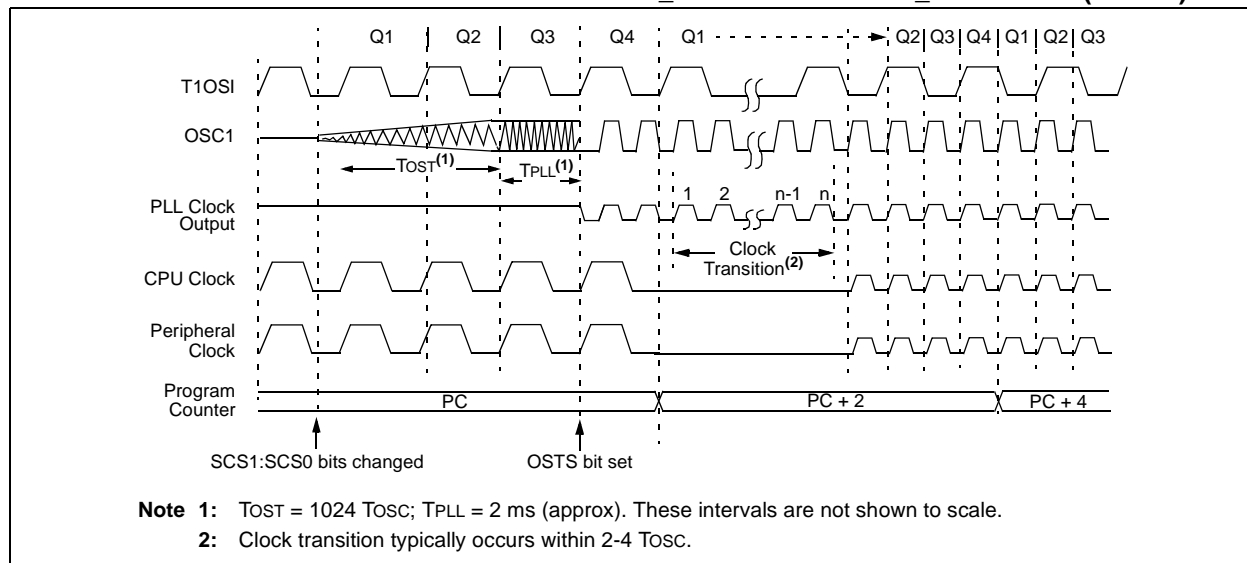 Q1 Q2 Q3 Q4 Q1 Q2 Q3 Q4 Q1 Q2 Q3
T1OSI
OSC1
TOST(1) TPLL(1)
1 2 n-1 n
PLL Clock
Output
Clock
Transition(2)
CPU Clock
Peripheral
Clock
Program
Counter
PC PC + 2 PC + 4
SCS1:SCS0 bits changed OSTS bit set
Note 1: TOST = 1024 TOSC; TPLL = 2 ms (approx). These intervals are not shown to scale.
2: Clock transition typically occurs within 2-4 TOSC.